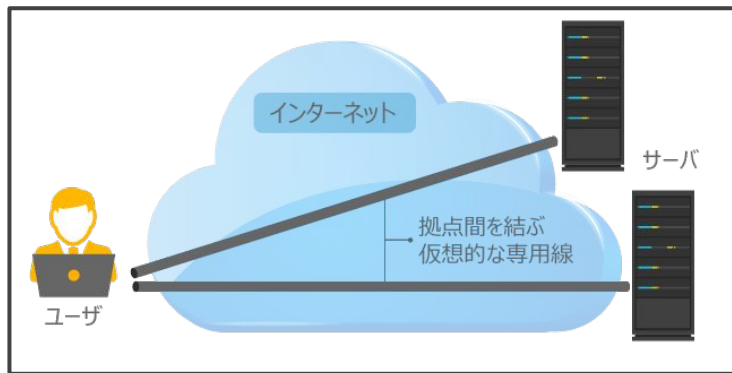 インターネット
サーバ
拠点間を結ぶ
仮想的な専用線
ユーザ